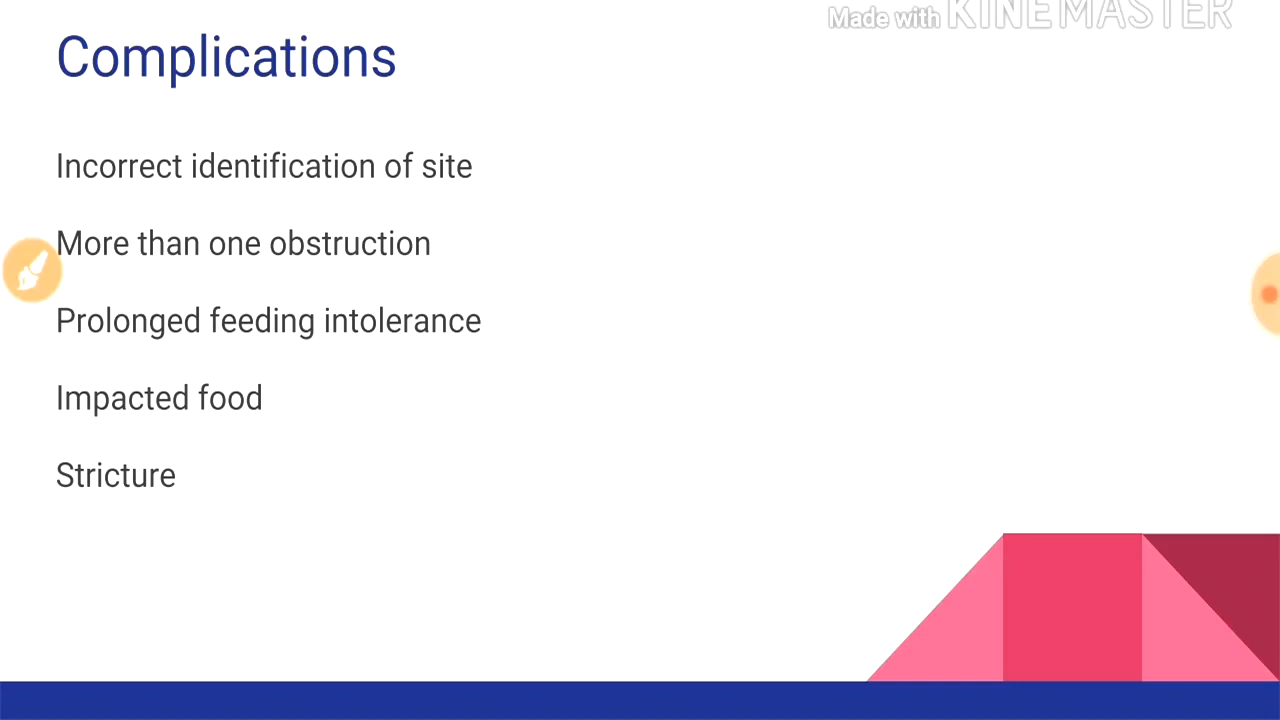 Made with KINEMASTER
Complications
Incorrect identification of site
More than one obstruction
Prolonged feeding intolerance
Impacted food
Stricture